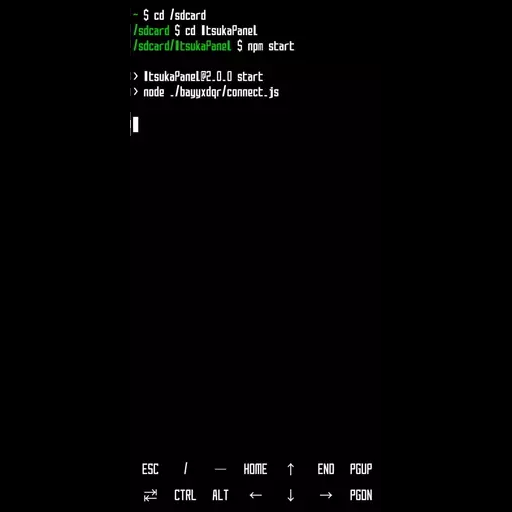 ~ $ cd /sdcard
/sdcard $ cd ItsukaPanel
/sdcard/ItsukaPanel $ npm start
> ItsukaPanel@2.0.0 start
> node ./bayyxdqr/connect.js
ESC / — HOME ↑ END PGUP
⇄ CTRL ALT ← ↓ → PGDN